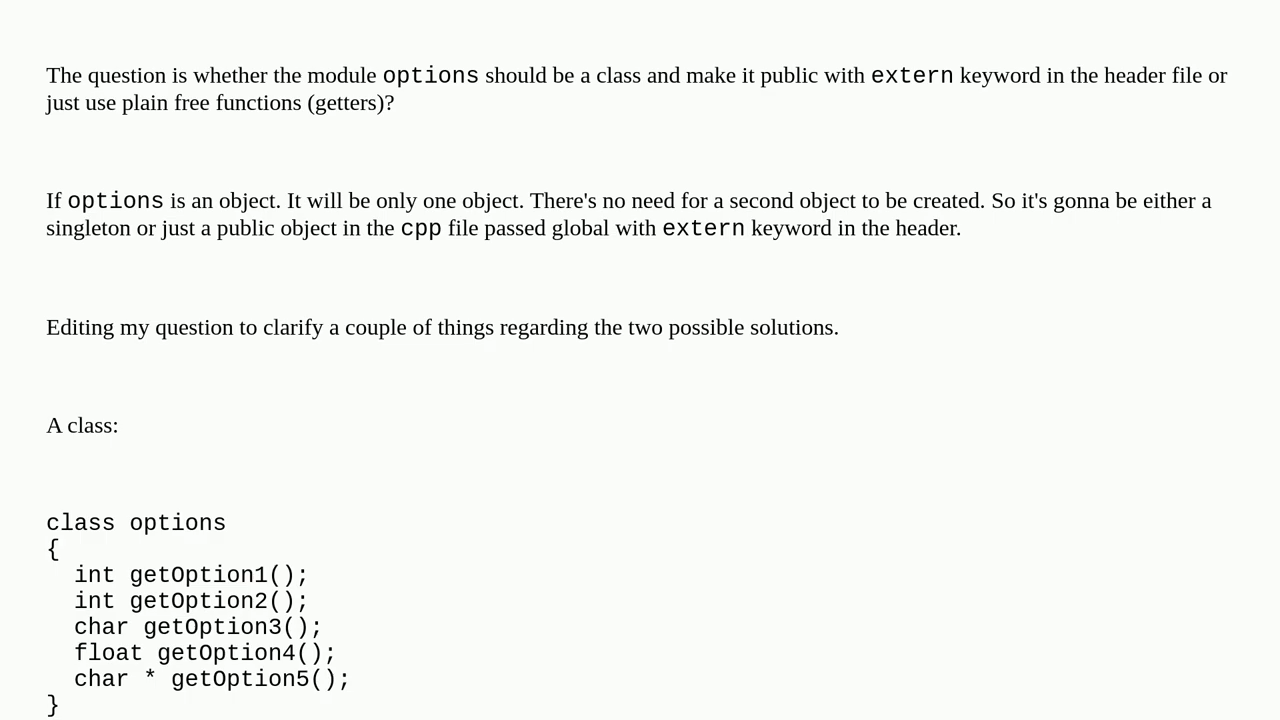 The question is whether the module options should be a class and make it public with extern keyword in the header file or
just use plain free functions (getters)?
If options is an object. It will be only one object. There's no need for a second object to be created. So it's gonna be either a
singleton or just a public object in the cpp file passed global with extern keyword in the header.
Editing my question to clarify a couple of things regarding the two possible solutions.
A class:
class options
{
  int getOption1();
  int getOption2();
  char getOption3();
  float getOption4();
  char * getOption5();
}